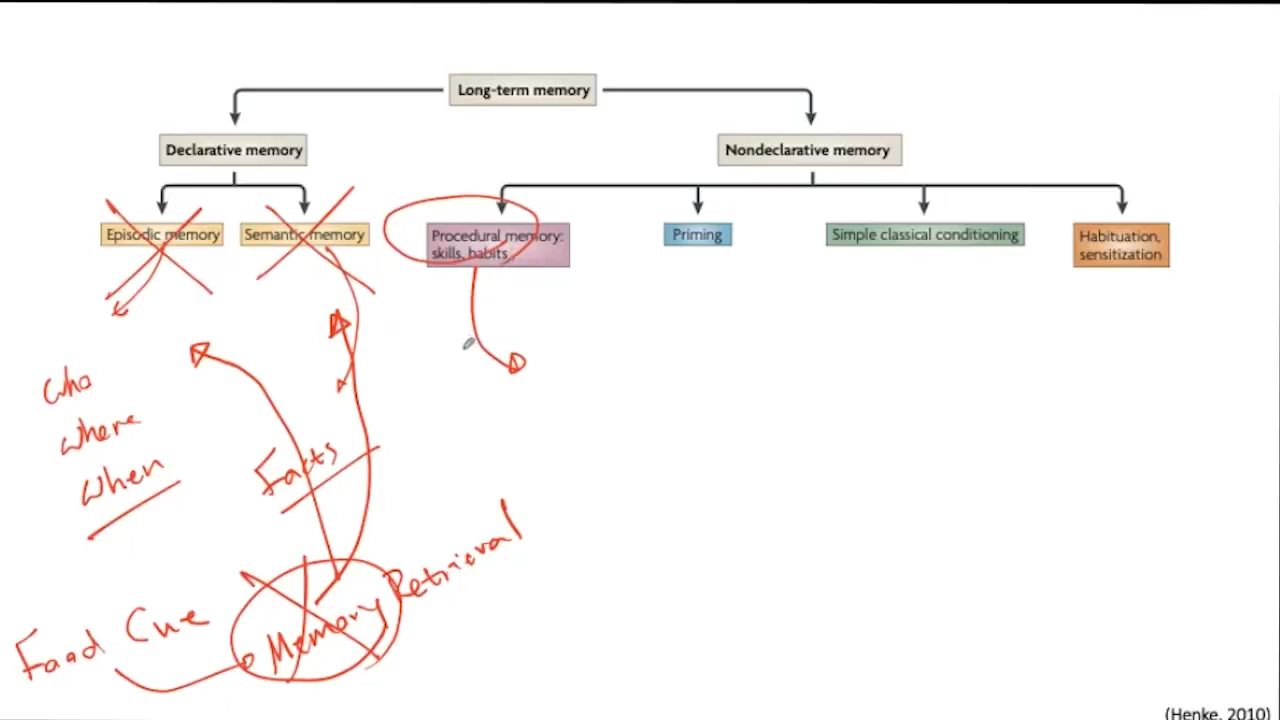 Long-term memory
Declarative memory
Nondeclarative memory
Episodic memory
Semantic memory
Procedural memory:
skills, habits
Priming
Simple classical conditioning
Habituation,
sensitization
who
where
when
Facts
Food Cue
Memory Retrieval
(Henke, 2010)